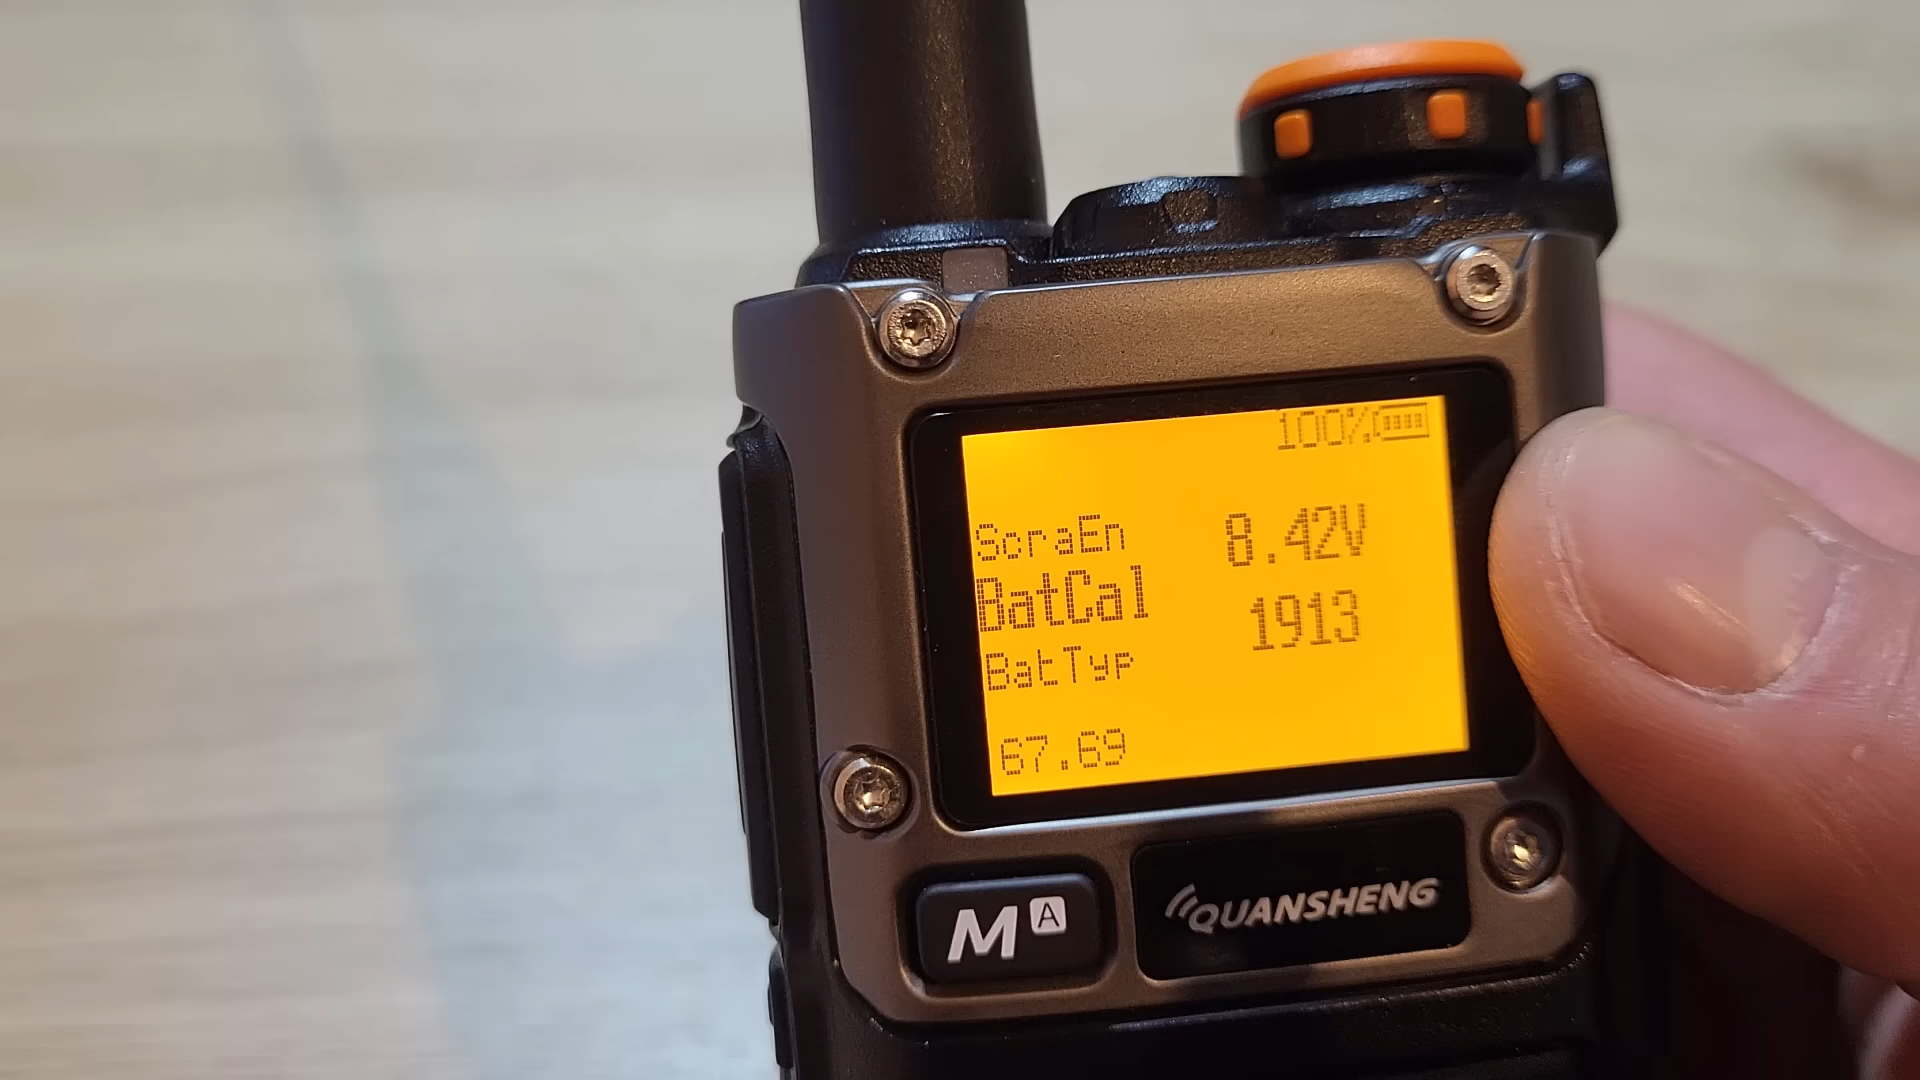 100%
ScraEn 8.42V
BatCal 1913
BatTyp
67.69
M A QUANSHENG